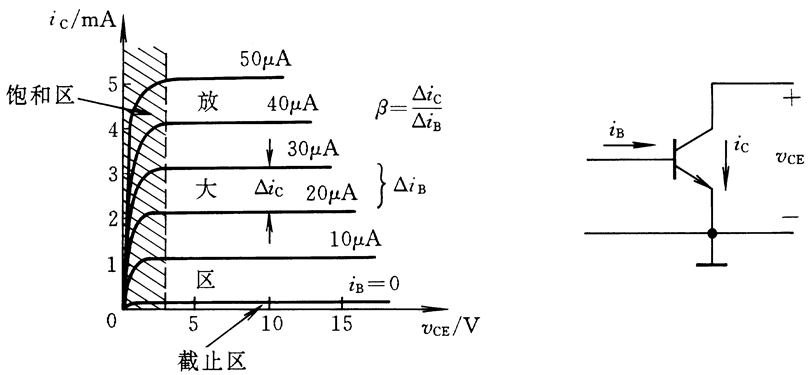 i_C/mA
50μA
5
饱和区
放
40μA
β=Δi_C/Δi_B
4
30μA
3
大
Δi_C
} Δi_B
20μA
2
10μA
1
区
i_B=0
0
5
10
15
v_CE/V
截止区
i_B
i_C
+
v_CE
−